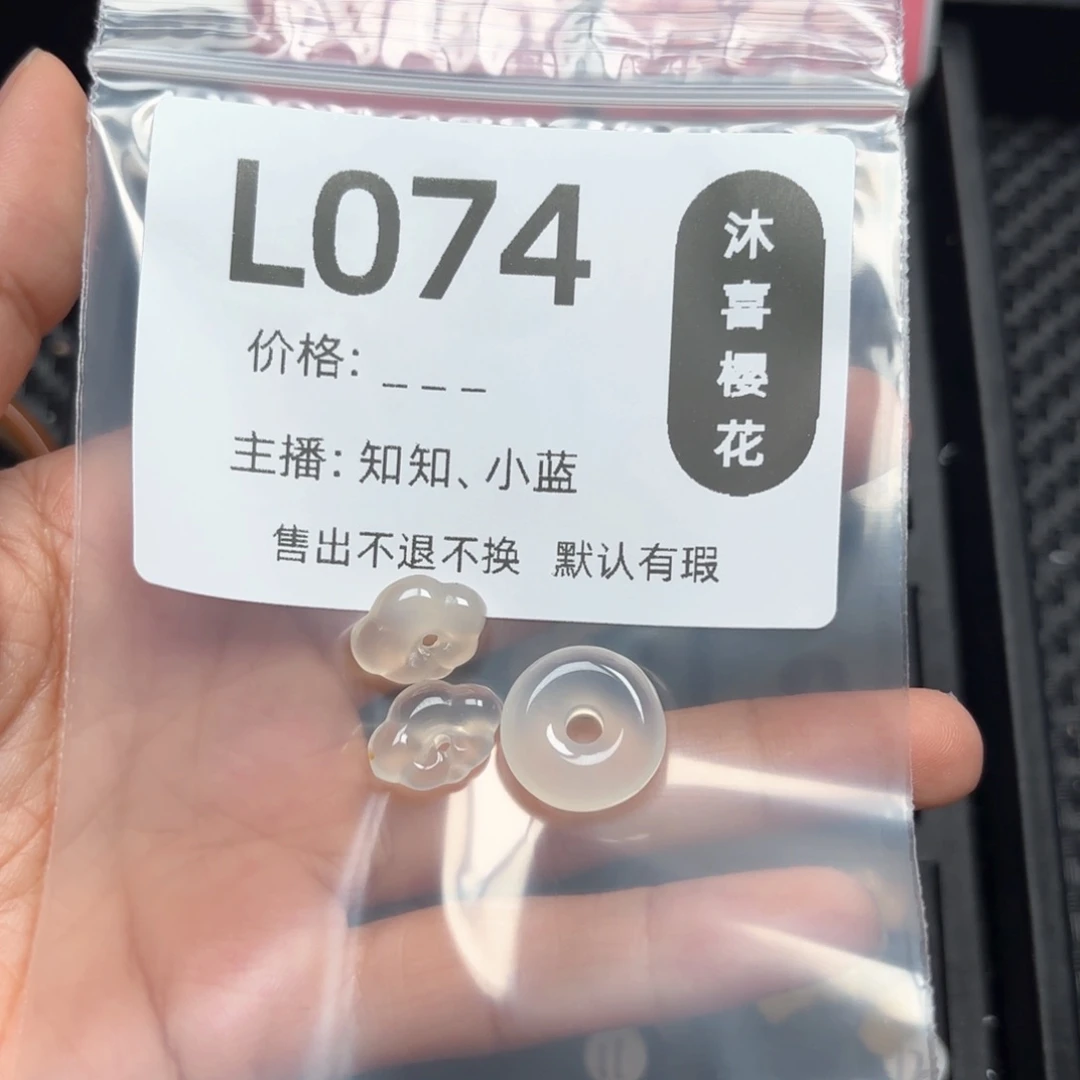 L074
价格: _ _ _
主播: 知知、小蓝
售出不退不换 默认有瑕
沐喜樱花